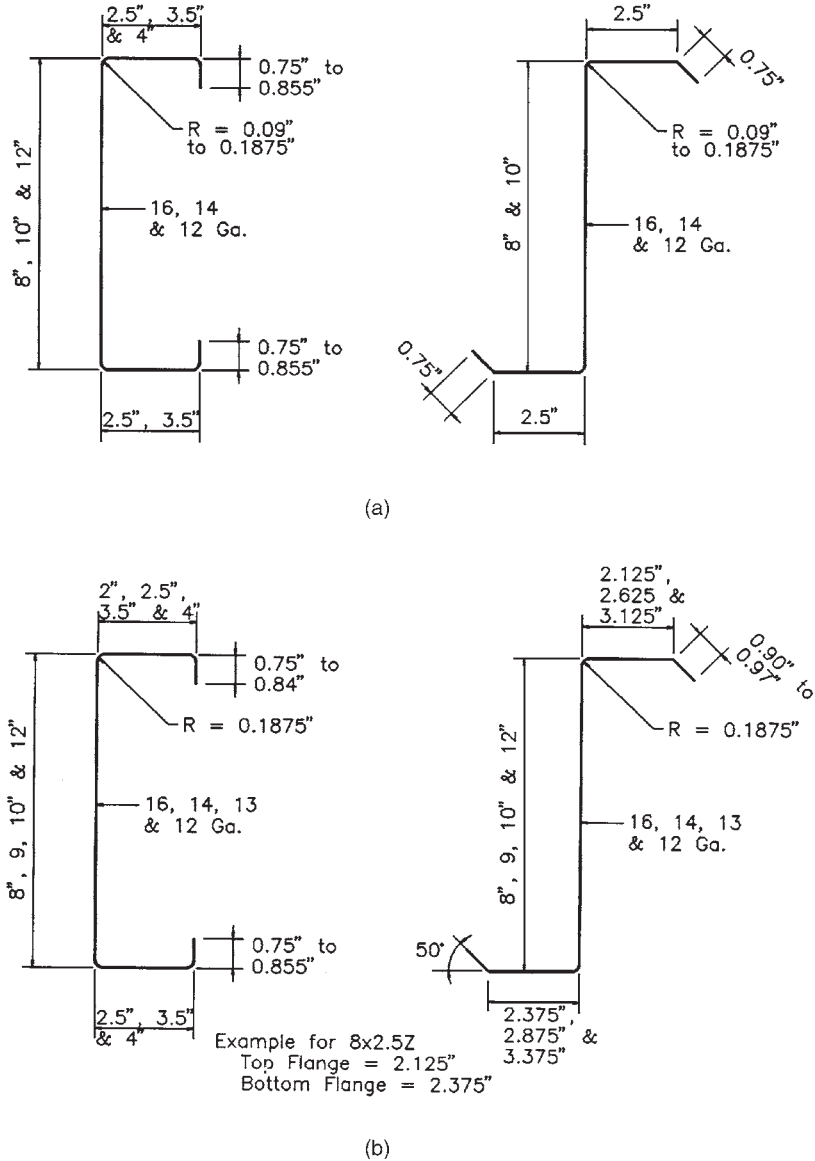 2.5", 3.5"
& 4"
0.75" to
0.855"
R = 0.09"
to 0.1875"
8", 10" & 12"
16, 14
& 12 Ga.
0.75" to
0.855"
2.5", 3.5"
2.5"
0.75"
R = 0.09"
to 0.1875"
8" & 10"
16, 14
& 12 Ga.
0.75"
2.5"
(a)
2", 2.5",
3.5" & 4"
0.75" to
0.84"
R = 0.1875"
8", 9, 10" & 12"
16, 14, 13
& 12 Ga.
0.75" to
0.855"
2.5", 3.5"
& 4"
2.125",
2.625 &
3.125"
0.90" to
0.97"
R = 0.1875"
8", 9, 10" & 12"
16, 14, 13
& 12 Ga.
50°
2.375",
2.875" &
3.375"
Example for 8x2.5Z
Top Flange = 2.125"
Bottom Flange = 2.375"
(b)